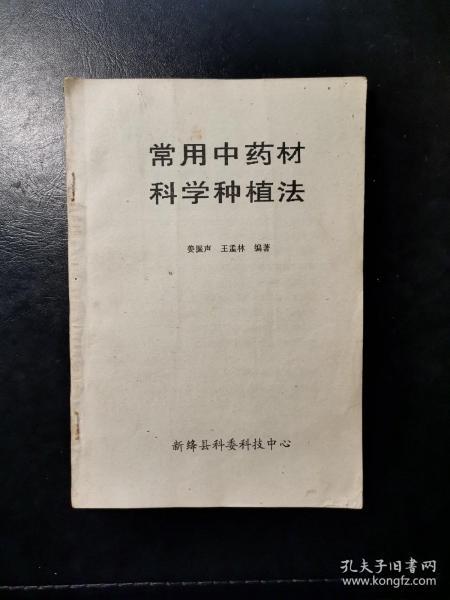 常用中药材
科学种植法
姜振声 王孟林 编著
新绛县科委科技中心
孔夫子旧书网
www.kongfz.com